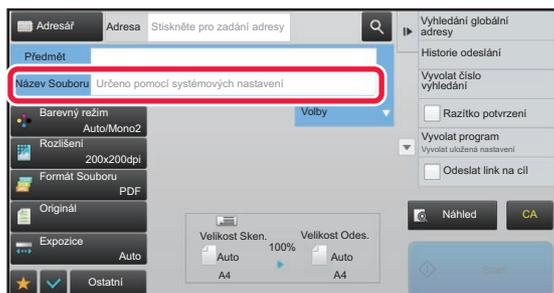 Adresář
Adresa
Stiskněte pro zadání adresy
Předmět
Název Souboru
Určeno pomocí systémových nastavení
Barevný režim
Auto/Mono2
Rozlišení
200x200dpi
Formát Souboru
PDF
Originál
Expozice
Auto
Ostatní
Volby
Velikost Sken.
100%
Velikost Odes.
Auto
A4
Auto
A4
Vyhledání globální
adresy
Historie odeslání
Vyvolat číslo
vyhledání
Razítko potvrzení
Vyvolat program
Vyvolat uložená nastavení
Odeslat link na cíl
Náhled
CA
Start